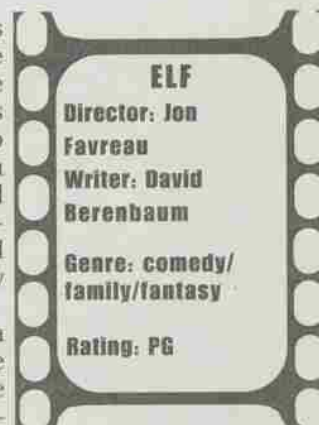 ELF
Director: Jon
Favreau
Writer: David
Berenbaum
Genre: comedy/
family/fantasy
Rating: PG